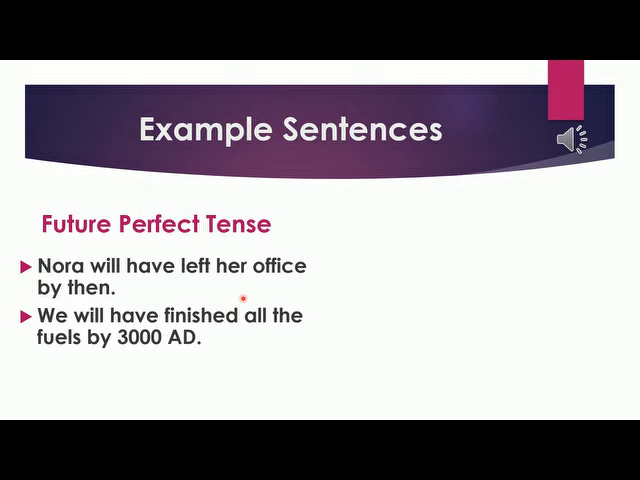 Example Sentences
Future Perfect Tense
Nora will have left her office
by then.
We will have finished all the
fuels by 3000 AD.